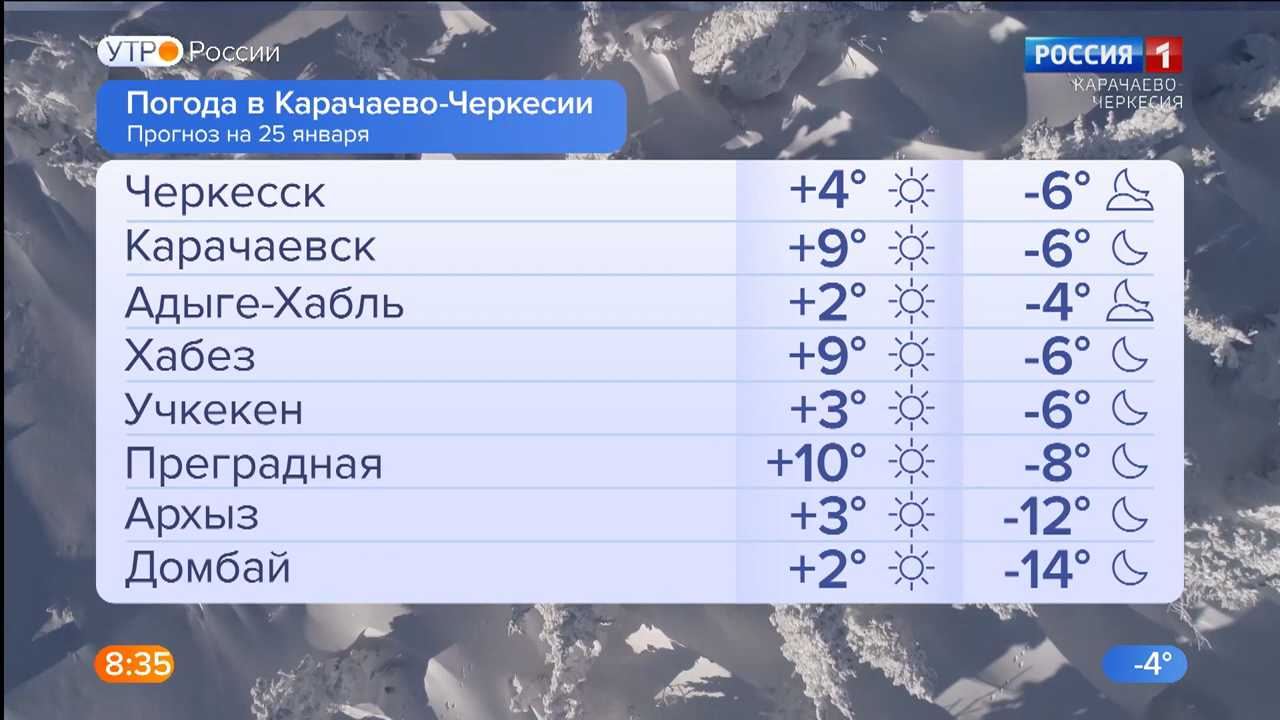 УТРО России
РОССИЯ 1
КАРАЧАЕВО-
ЧЕРКЕСИЯ
Погода в Карачаево-Черкесии
Прогноз на 25 января
Черкесск +4° -6°
Карачаевск +9° -6°
Адыге-Хабль +2° -4°
Хабез +9° -6°
Учкекен +3° -6°
Преградная +10° -8°
Архыз +3° -12°
Домбай +2° -14°
8:35 -4°